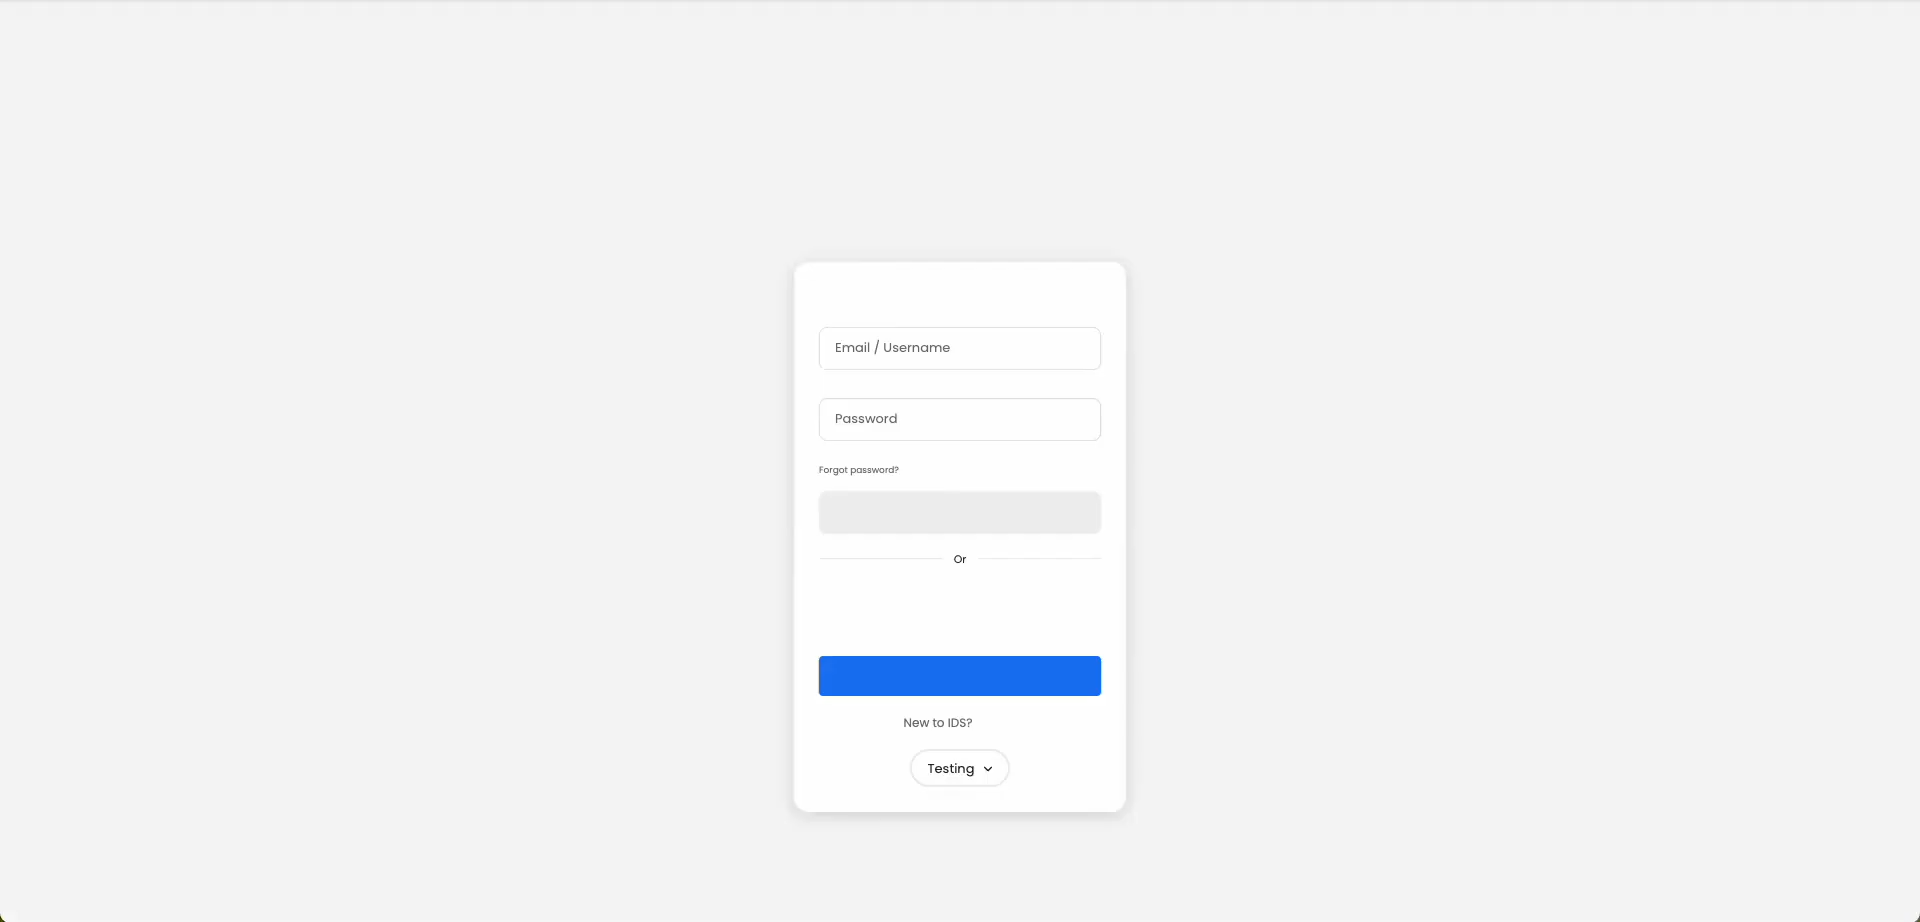 Email / Username
Password
Forgot password?
Or
New to IDS?
Testing